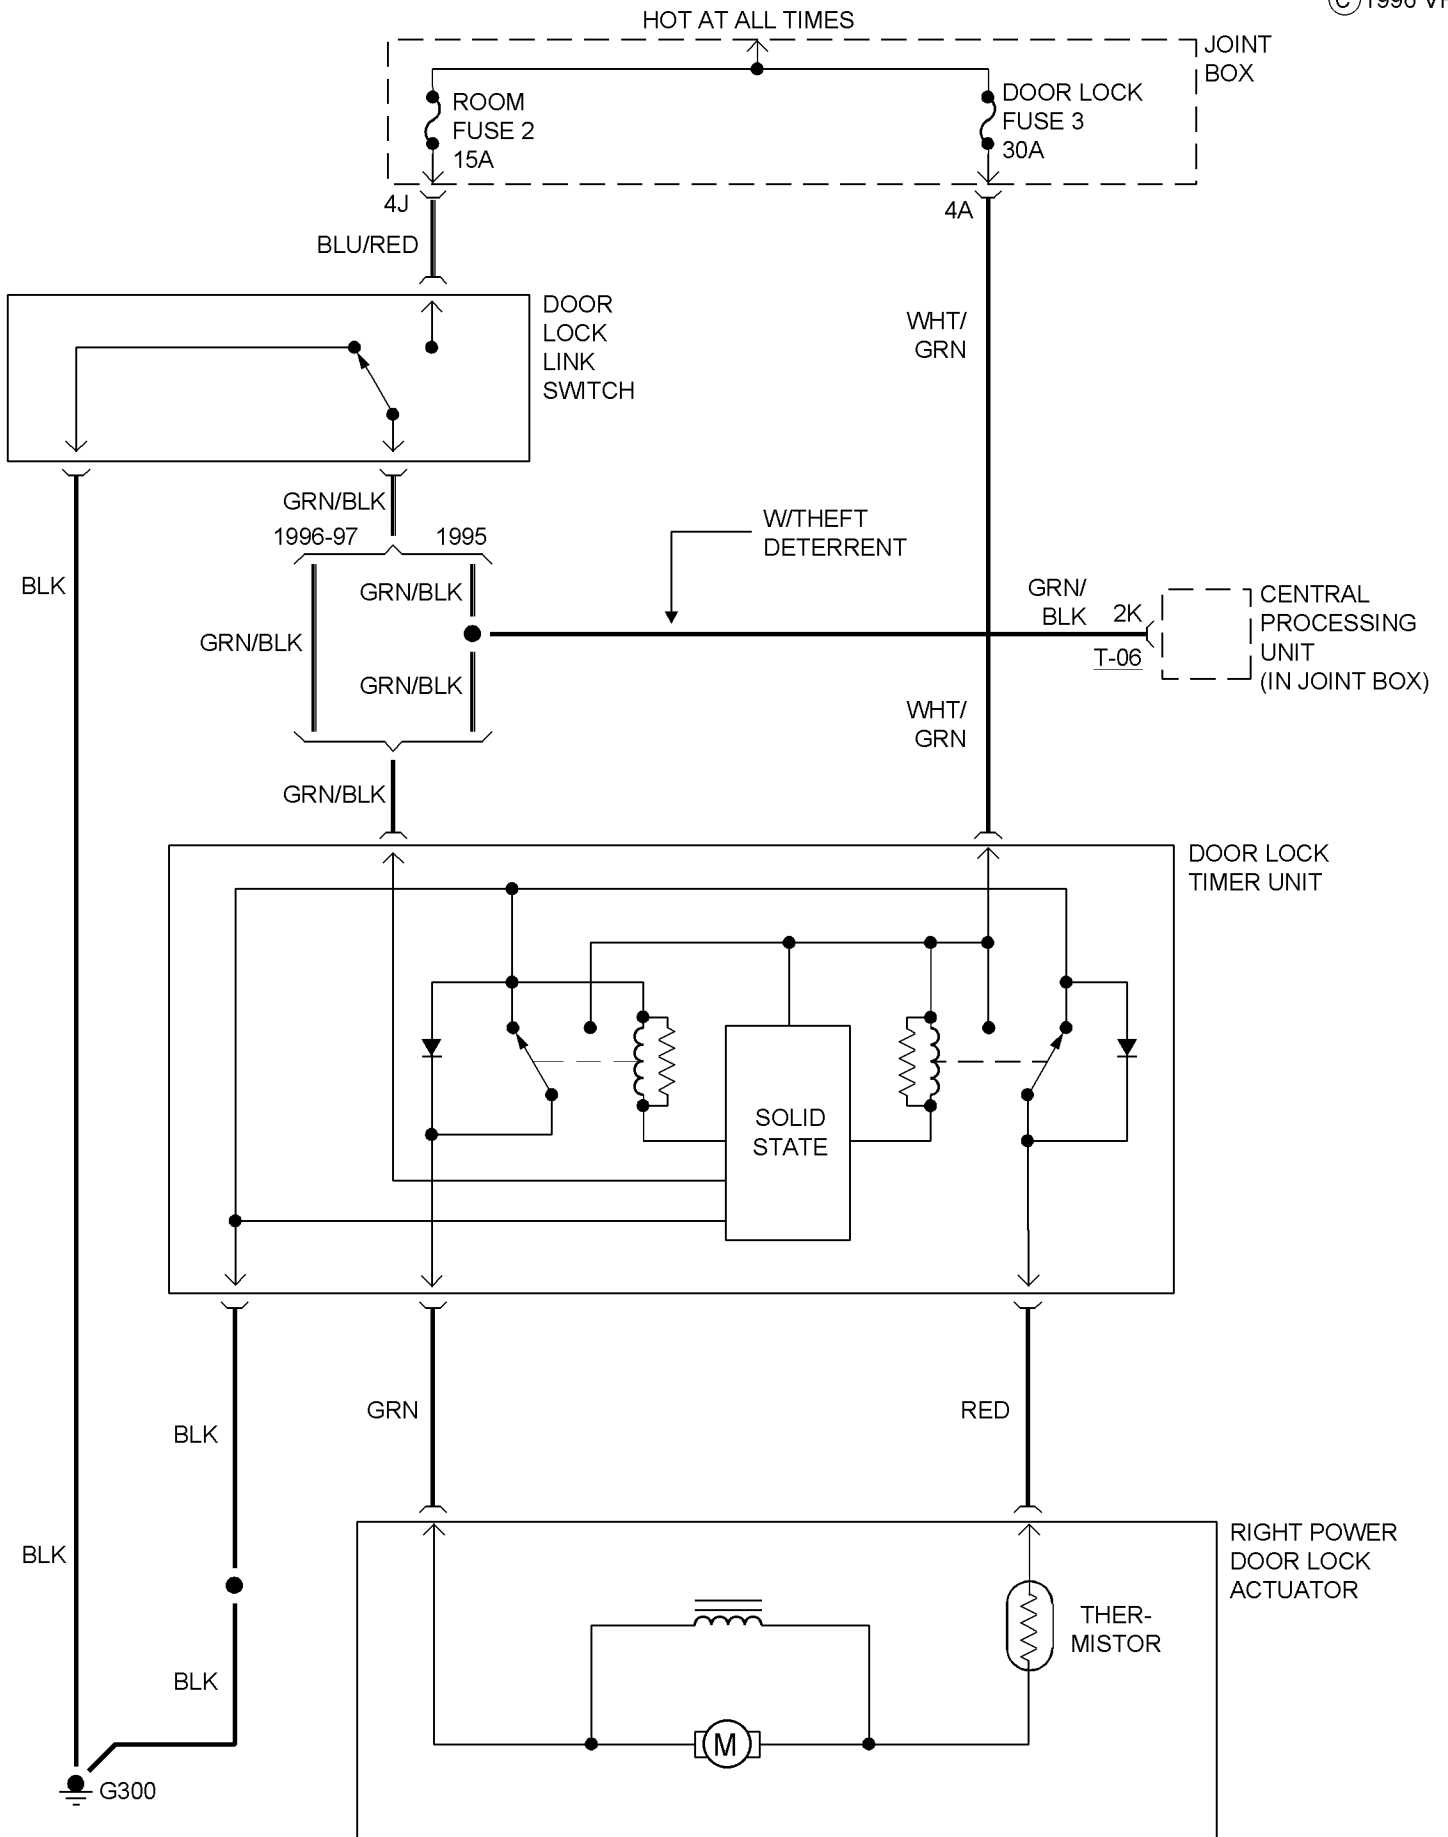 1996
HOT AT ALL TIMES
JOINT
BOX
ROOM
FUSE 2
15A
DOOR LOCK
FUSE 3
30A
4J
4A
BLU/RED
DOOR
LOCK
LINK
SWITCH
WHT/
GRN
GRN/BLK
1996-97
1995
W/THEFT
DETERRENT
BLK
GRN/BLK
GRN/
BLK
2K
T-06
CENTRAL
PROCESSING
UNIT
(IN JOINT BOX)
GRN/BLK
GRN/BLK
WHT/
GRN
GRN/BLK
DOOR LOCK
TIMER UNIT
SOLID
STATE
GRN
RED
BLK
BLK
RIGHT POWER
DOOR LOCK
ACTUATOR
THER-
MISTOR
BLK
M
G300